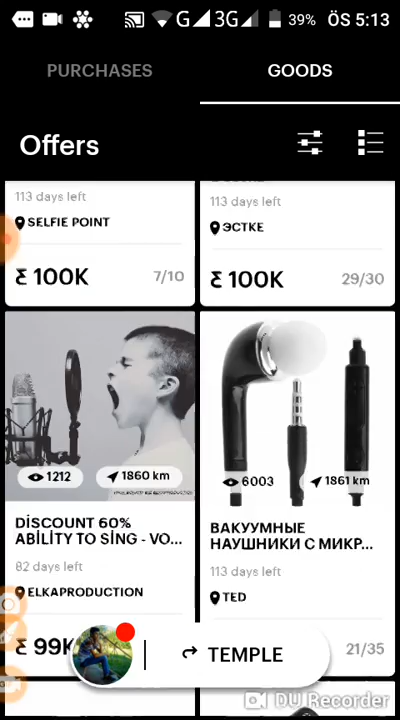 G 3G 39% ÖS 5:13
PURCHASES GOODS
Offers
113 days left
SELFIE POINT
100K 7/10
113 days left
ЭСТКЕ
100K 29/30
1212 1860 km
DİSCOUNT 60%
ABİLİTY TO SİNG - VO...
82 days left
ELKAPRODUCTION
99K
6003 1861 km
ВАКУУМНЫЕ
НАУШНИКИ С МИКР...
113 days left
TED
21/35
TEMPLE
DU Recorder